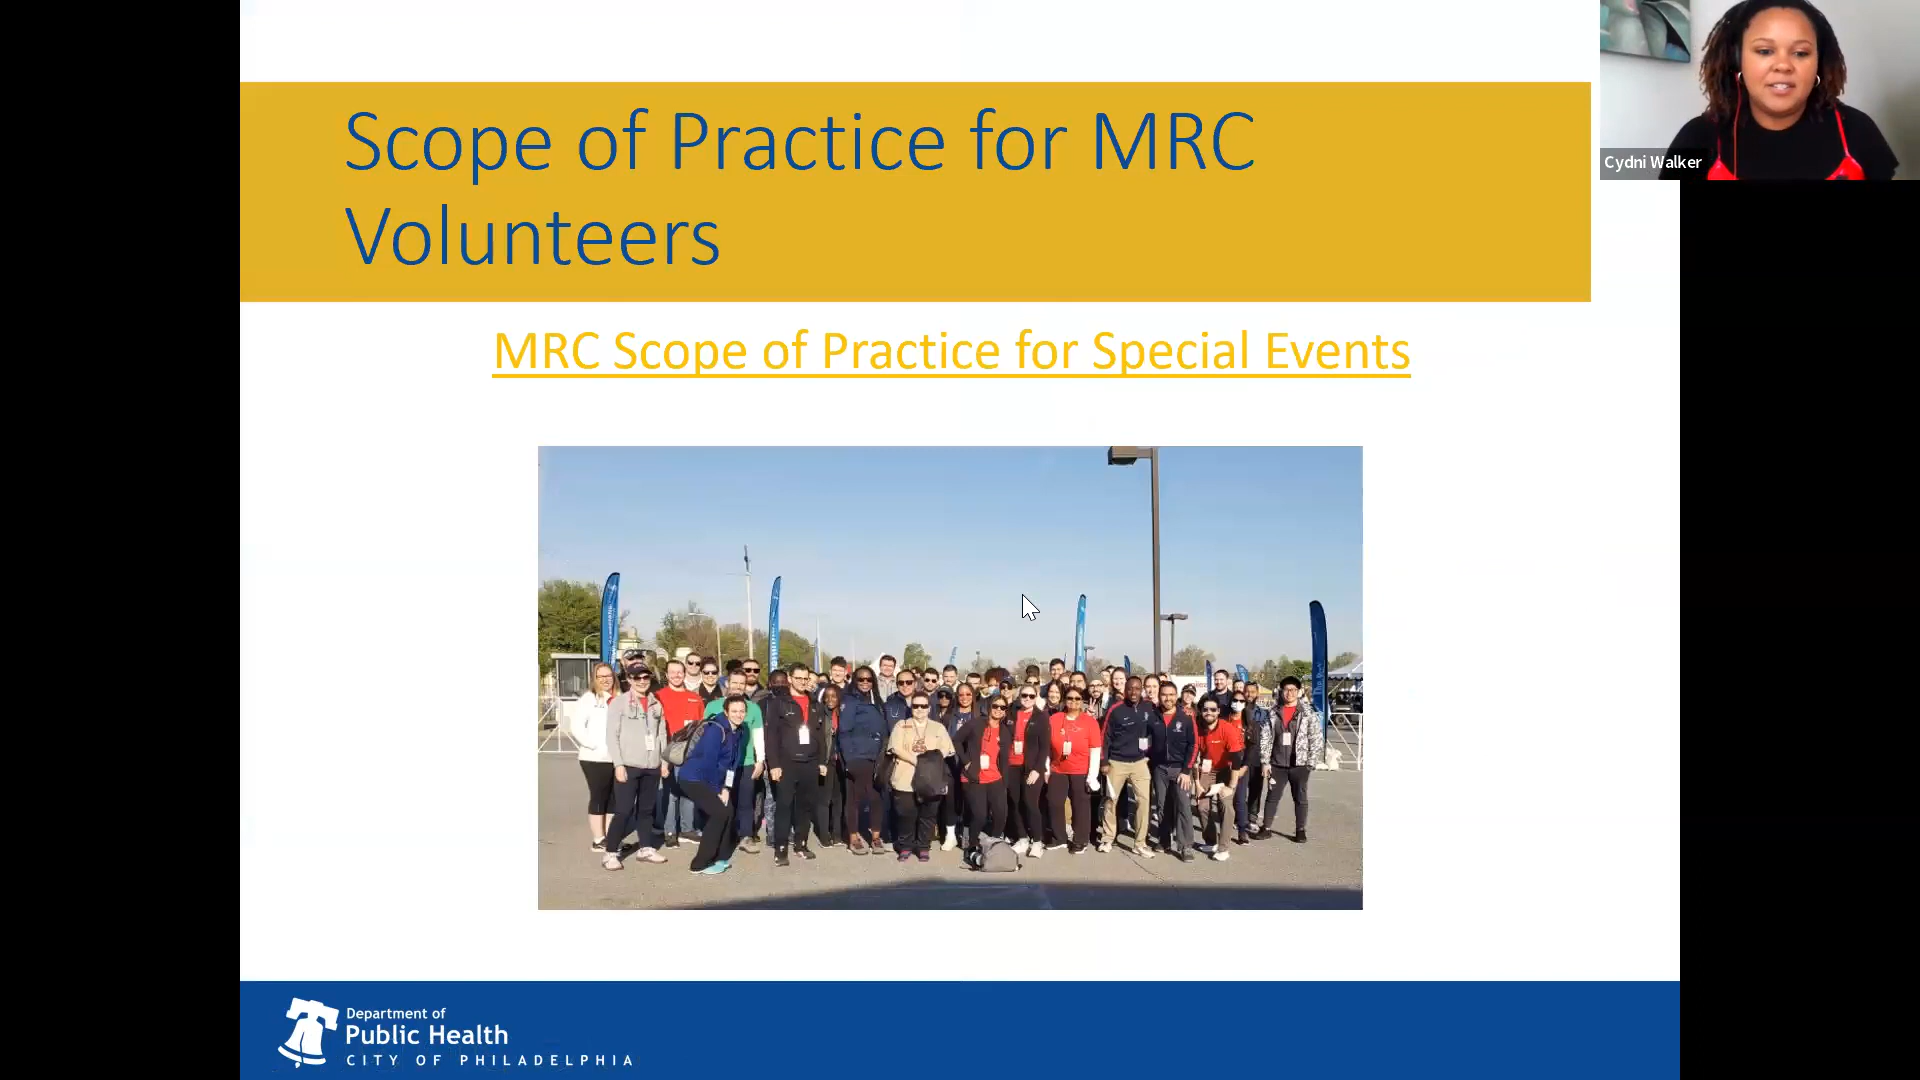 Scope of Practice for MRC
Volunteers
Cydni Walker
MRC Scope of Practice for Special Events
Department of
Public Health
CITY OF PHILADELPHIA